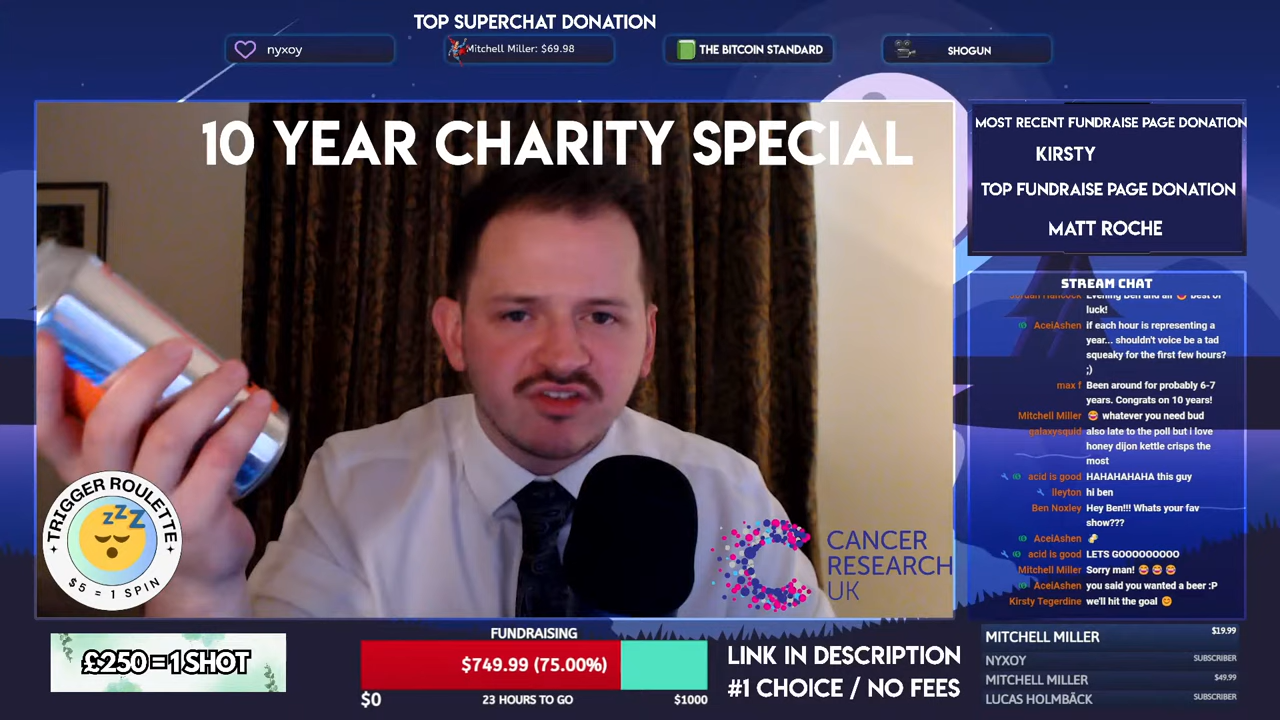 TOP SUPERCHAT DONATION
nyxoy
Mitchell Miller: $69.98
THE BITCOIN STANDARD
SHOGUN
10 YEAR CHARITY SPECIAL
MOST RECENT FUNDRAISE PAGE DONATION
KIRSTY
TOP FUNDRAISE PAGE DONATION
MATT ROCHE
STREAM CHAT
Evening Ben and all 😊 best of
luck!
AceiAshen if each hour is representing a
year... shouldn't voice be a tad
squeaky for the first few hours?
;)
max f Been around for probably 6-7
years. Congrats on 10 years!
Mitchell Miller 😂 whatever you need bud
galaxysquid also late to the poll but i love
honey dijon kettle crisps the
most
acid is good HAHAHAHAHA this guy
lleyton hi ben
Ben Noxley Hey Ben!!! Whats your fav
show???
AceiAshen
acid is good LETS GOOOOOOOOO
Mitchell Miller Sorry man! 😂 😂 😂
AceiAshen you said you wanted a beer :P
Kirsty Tegerdine we'll hit the goal 😊
TRIGGER ROULETTE
zzz
$5 = 1 SPIN
CANCER
RESEARCH
UK
£250 = 1 SHOT
FUNDRAISING
$749.99 (75.00%)
$0
23 HOURS TO GO
$1000
LINK IN DESCRIPTION
#1 CHOICE / NO FEES
MITCHELL MILLER $19.99
NYXOY SUBSCRIBER
MITCHELL MILLER $49.99
LUCAS HOLMBÄCK SUBSCRIBER